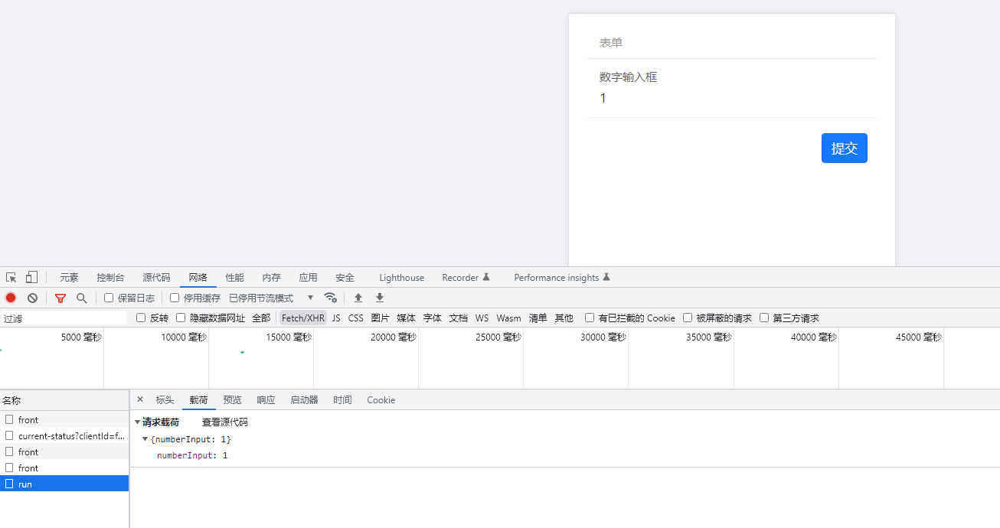 表单
数字输入框
1
提交
元素 控制台 源代码 网络 性能 内存 应用 安全 Lighthouse Recorder Performance insights
保留日志 停用缓存 已停用节流模式
过滤 反转 隐藏数据网址 全部 Fetch/XHR JS CSS 图片 媒体 字体 文档 WS Wasm 清单 其他 有已拦截的 Cookie 被屏蔽的请求 第三方请求
5000 毫秒 10000 毫秒 15000 毫秒 20000 毫秒 25000 毫秒 30000 毫秒 35000 毫秒 40000 毫秒 45000 毫秒
名称
front
current-status?clientId=f...
front
front
run
× 标头 载荷 预览 响应 启动器 时间 Cookie
请求载荷 查看源代码
{numberInput: 1}
numberInput: 1